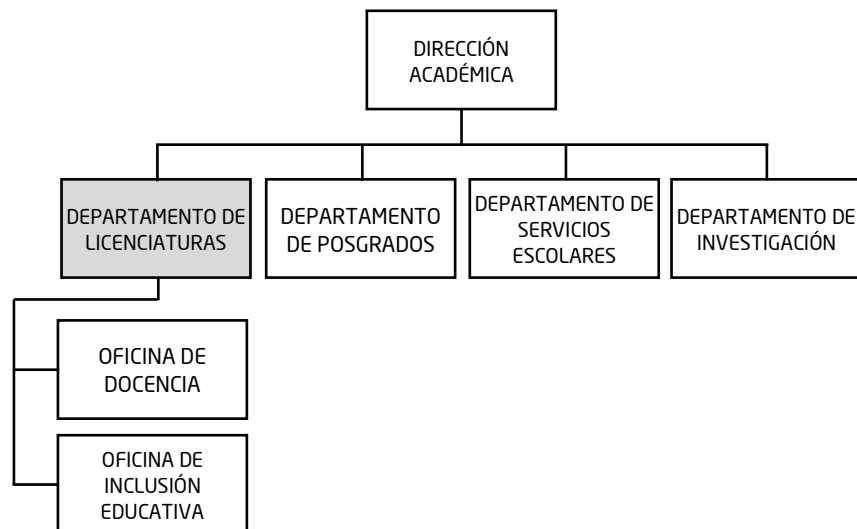 DIRECCIÓN
ACADÉMICA
DEPARTAMENTO DE
LICENCIATURAS
DEPARTAMENTO
DE POSGRADOS
DEPARTAMENTO DE
SERVICIOS
ESCOLARES
DEPARTAMENTO DE
INVESTIGACIÓN
OFICINA DE
DOCENCIA
OFICINA DE
INCLUSIÓN
EDUCATIVA